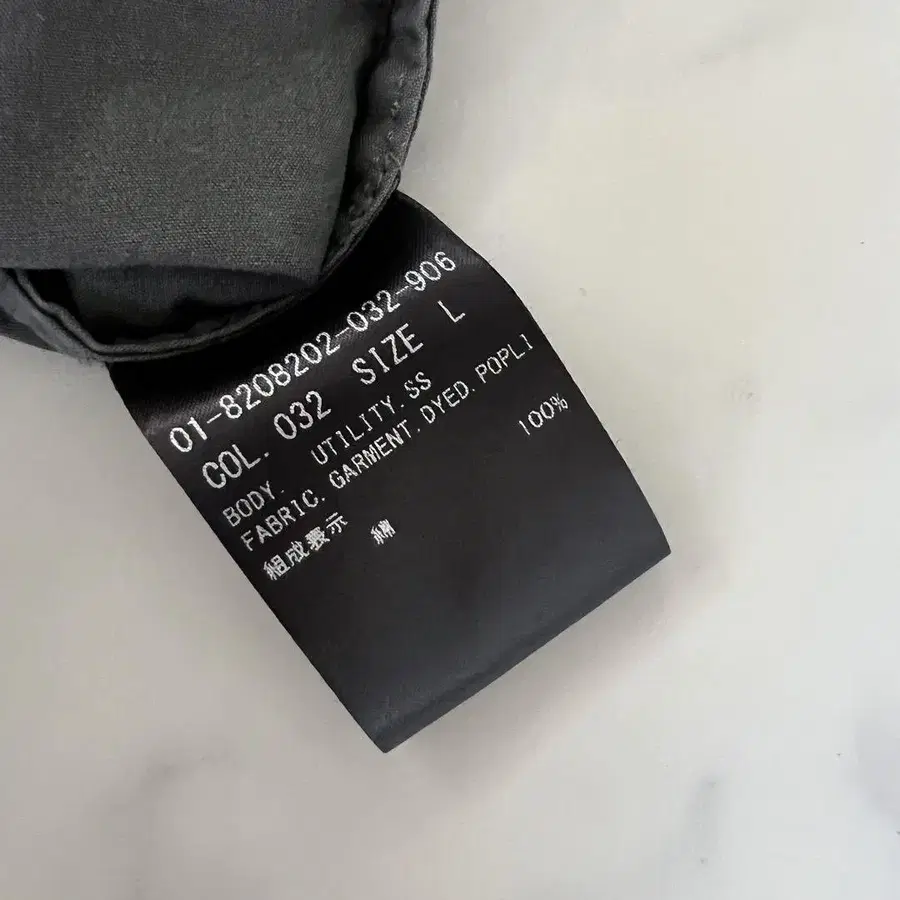 01-8208202-032-906
COL. 032 SIZE L
BODY. UTILITY. SS
FABRIC. GARMENT. DYED. POPLI
組成表示 綿 100%